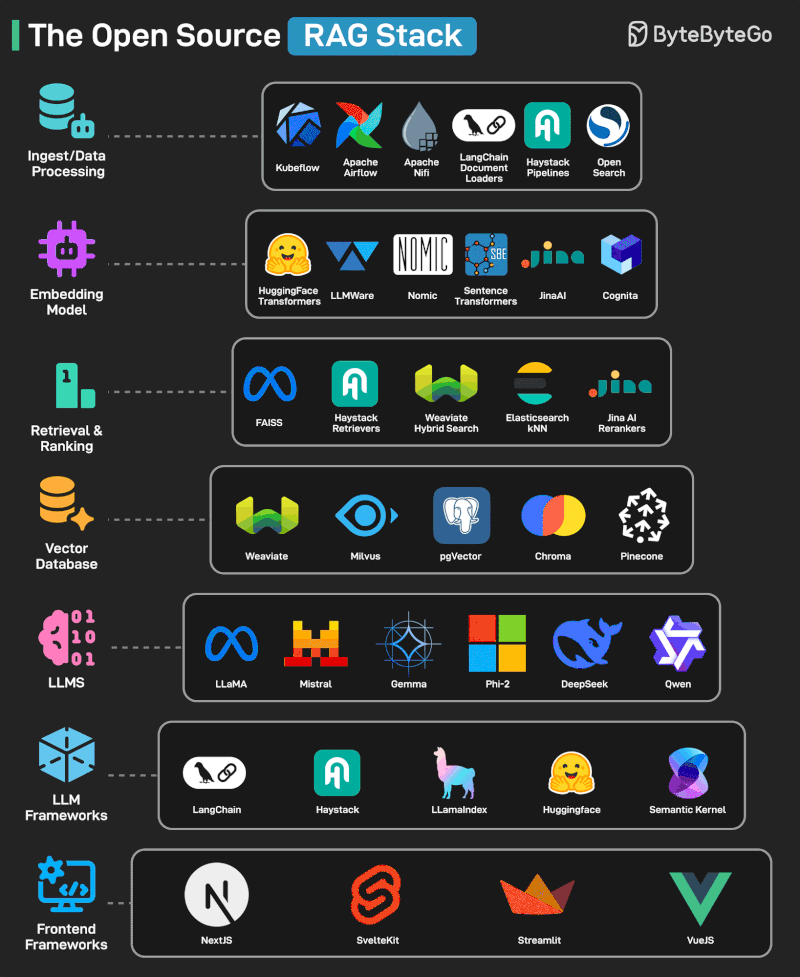 The Open Source RAG Stack
ByteByteGo
Ingest/Data
Processing
Kubeflow
Apache
Airflow
Apache
Nifi
LangChain
Document
Loaders
Haystack
Pipelines
Open
Search
Embedding
Model
HuggingFace
Transformers
LLMWare
NOMIC
Nomic
SBE
Sentence
Transformers
Jina
JinaAI
Cognita
1
Retrieval &
Ranking
FAISS
Haystack
Retrievers
Weaviate
Hybrid Search
Elasticsearch
kNN
Jina
Jina AI
Rerankers
Vector
Database
Weaviate
Milvus
pgVector
Chroma
Pinecone
01
10
01
LLMS
LLaMA
Mistral
Gemma
Phi-2
DeepSeek
Qwen
LLM
Frameworks
LangChain
Haystack
LLamaIndex
Huggingface
Semantic Kernel
</>
Frontend
Frameworks
N
NextJS
SvelteKit
Streamlit
VueJS